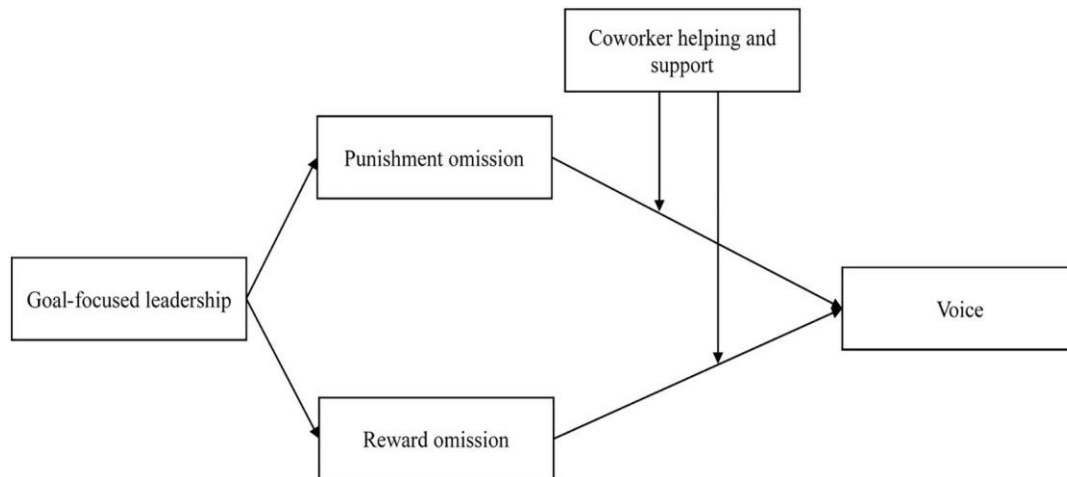 Coworker helping and
support
Punishment omission
Goal-focused leadership
Voice
Reward omission